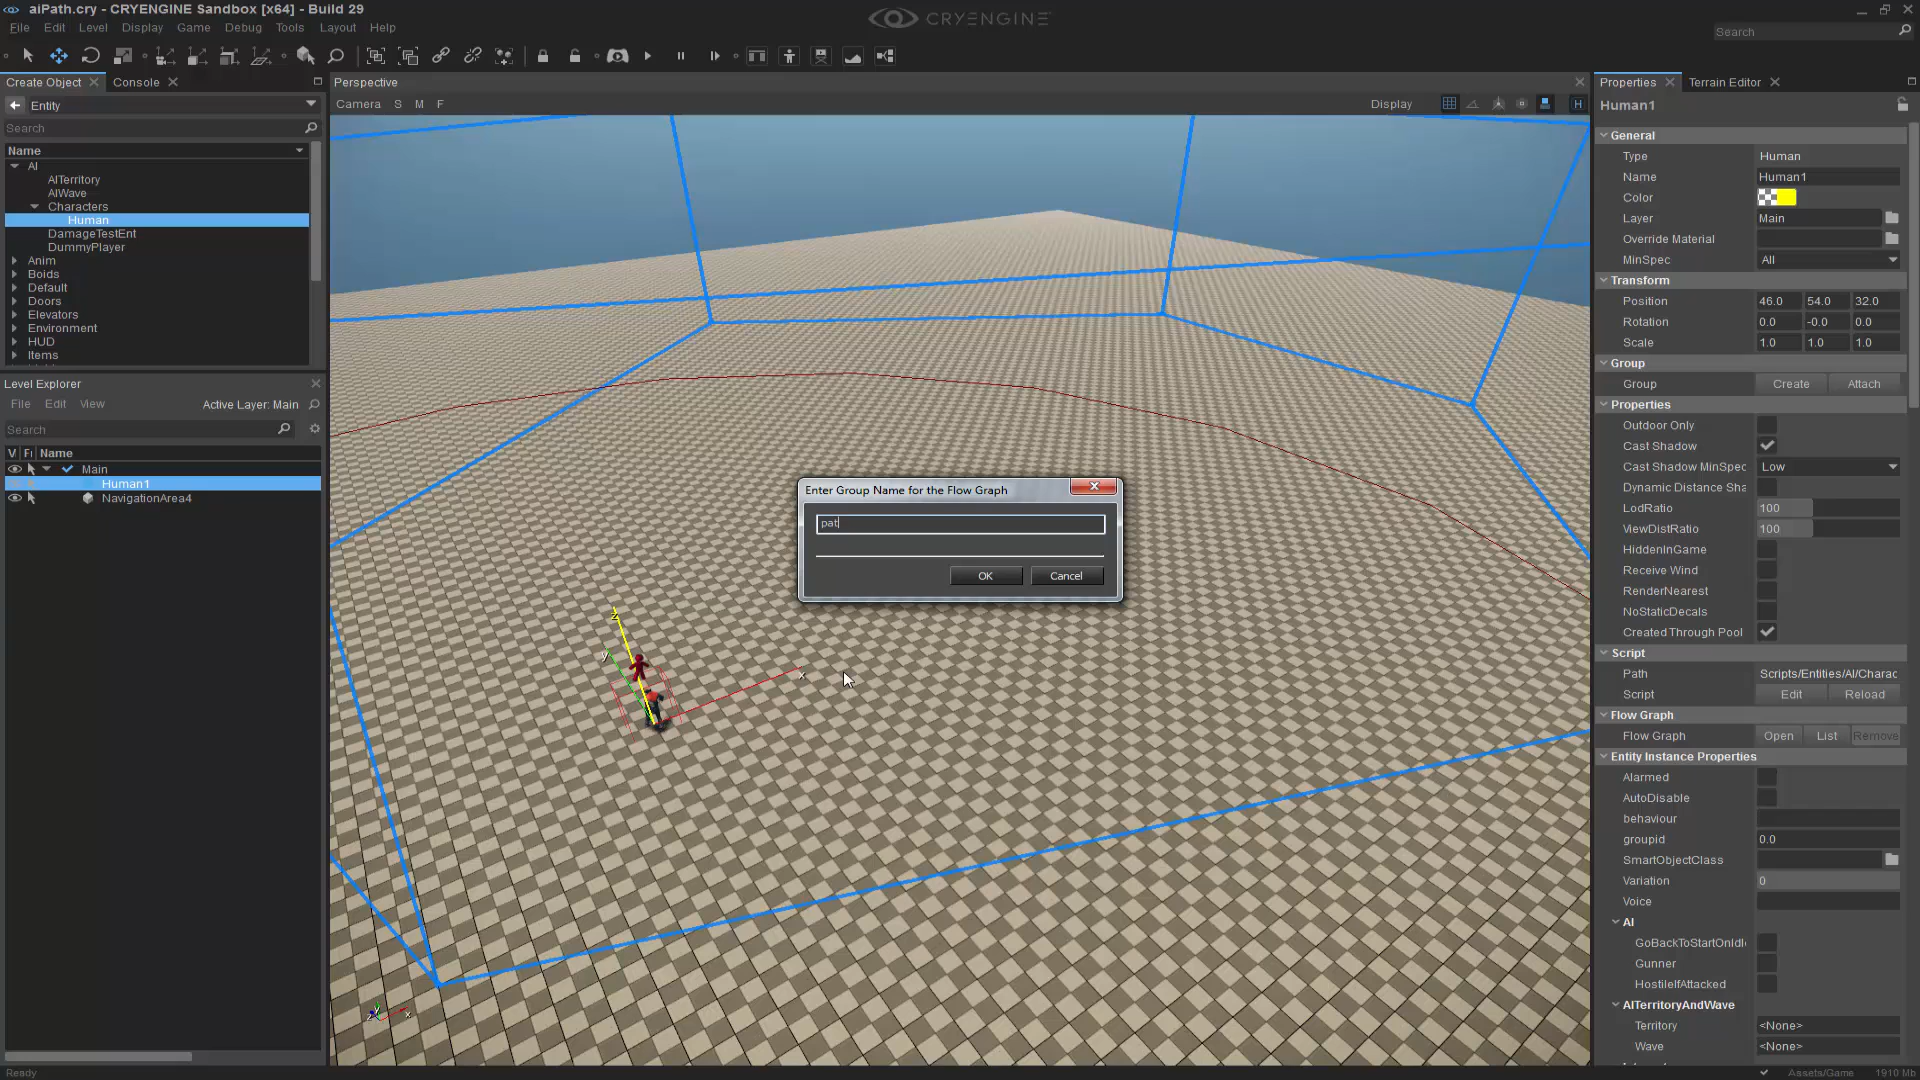 aiPath.cry - CRYENGINE Sandbox [x64] - Build 29
CRYENGINE
File Edit Level Display Game Debug Tools Layout Help
Search
Create Object
Console
Entity
Search
Name
AI
AITerritory
AIWave
Characters
Human
DamageTestEnt
DummyPlayer
Anim
Boids
Default
Doors
Elevators
Environment
HUD
Items
Level Explorer
File Edit View Active Layer: Main
Search
V Name
Main
Human1
NavigationArea4
Perspective
Camera S M F
Display
H
Enter Group Name for the Flow Graph
pat
OK Cancel
z
y
x
z
x
Properties
Terrain Editor
Human1
General
Type Human
Name Human1
Color
Layer Main
Override Material
MinSpec All
Transform
Position 46.0 54.0 32.0
Rotation 0.0 -0.0 0.0
Scale 1.0 1.0 1.0
Group
Group Create Attach
Properties
Outdoor Only
Cast Shadow
Cast Shadow MinSpec Low
Dynamic Distance Sha
LodRatio 100
ViewDistRatio 100
HiddenInGame
Receive Wind
RenderNearest
NoStaticDecals
Created Through Pool
Script
Path Scripts/Entities/AI/Charac
Script Edit Reload
Flow Graph
Flow Graph Open List Remove
Entity Instance Properties
Alarmed
AutoDisable
behaviour
groupid 0.0
SmartObjectClass
Variation 0
Voice
AI
GoBackToStartOnIdl
Gunner
HostileIfAttacked
AITerritoryAndWave
Territory <None>
Wave <None>
Ready
Assets/Game 1910 Mb